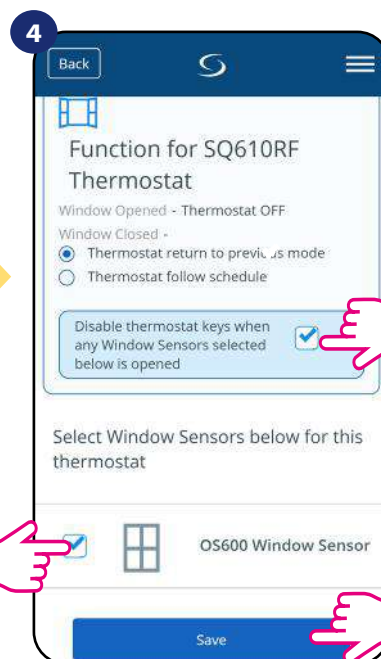 4
Back
Function for SQ610RF
Thermostat
Window Opened - Thermostat OFF
Window Closed -
Thermostat return to previous mode
Thermostat follow schedule
Disable thermostat keys when
any Window Sensors selected
below is opened
Select Window Sensors below for this
thermostat
OS600 Window Sensor
Save